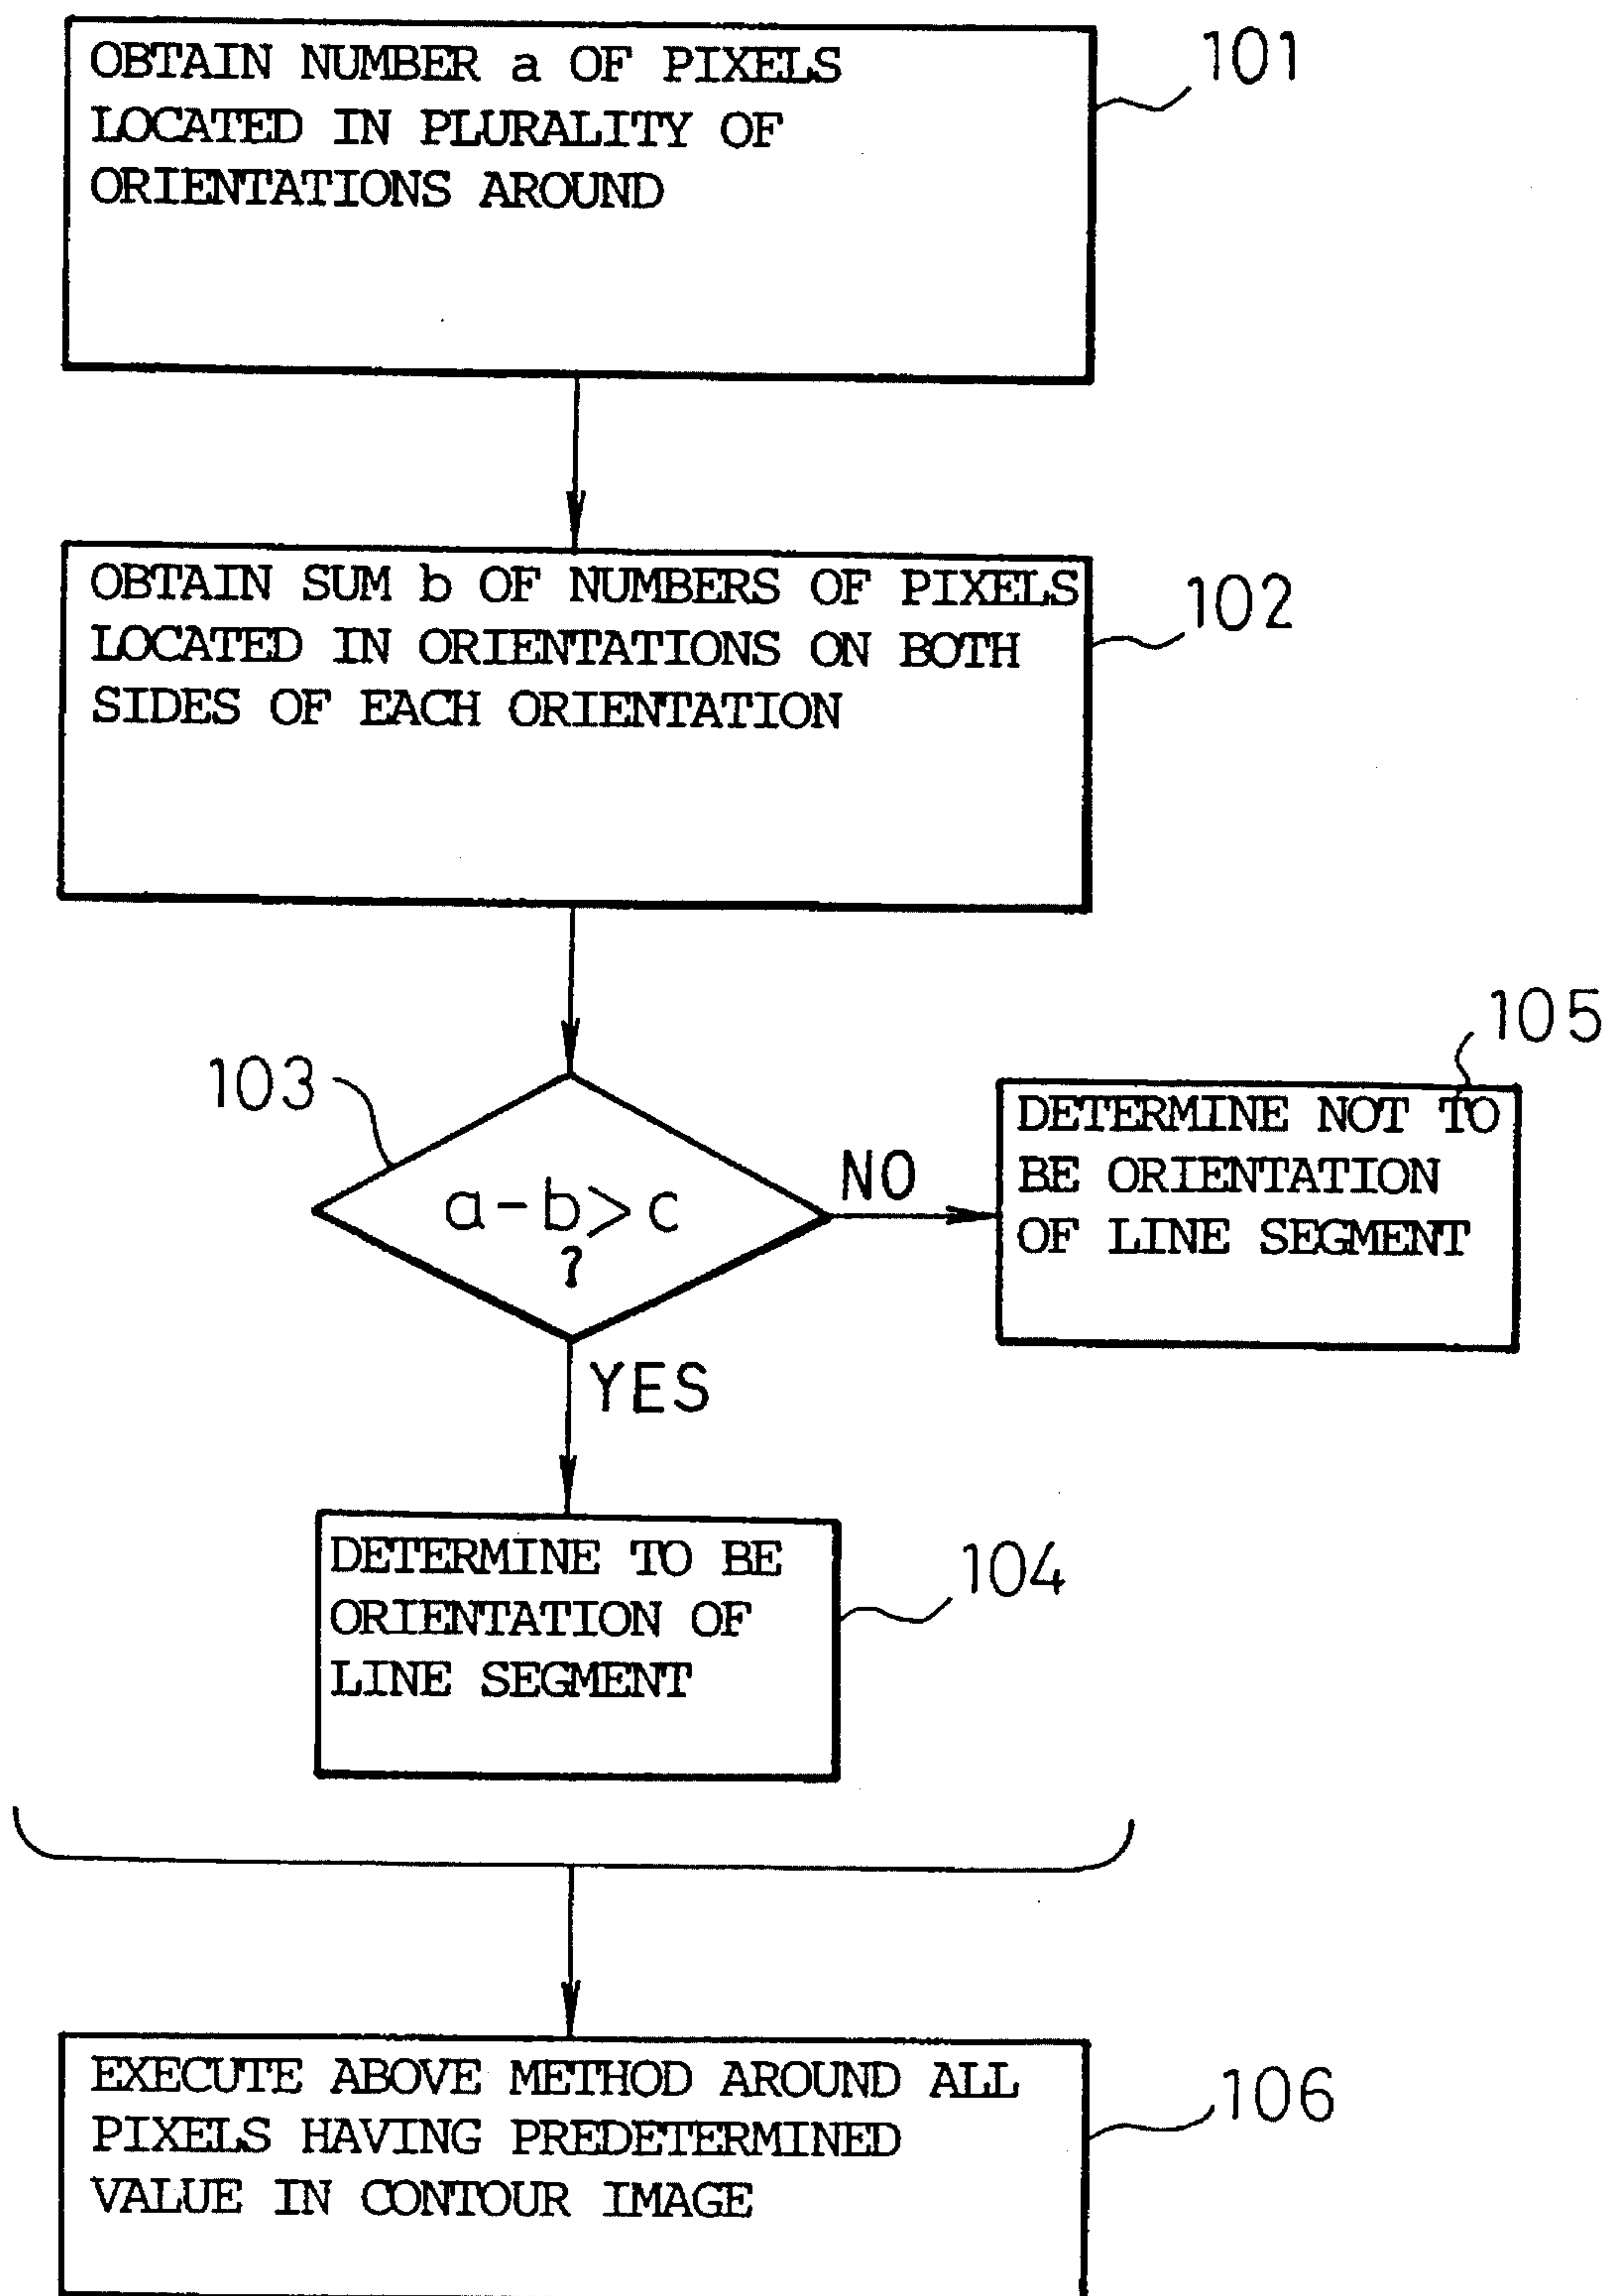 101
OBTAIN NUMBER a OF PIXELS
LOCATED IN PLURALITY OF
ORIENTATIONS AROUND
102
OBTAIN SUM b OF NUMBERS OF PIXELS
LOCATED IN ORIENTATIONS ON BOTH
SIDES OF EACH ORIENTATION
103
a-b>c
?
NO
105
DETERMINE NOT TO
BE ORIENTATION
OF LINE SEGMENT
YES
104
DETERMINE TO BE
ORIENTATION OF
LINE SEGMENT
106
EXECUTE ABOVE METHOD AROUND ALL
PIXELS HAVING PREDETERMINED
VALUE IN CONTOUR IMAGE